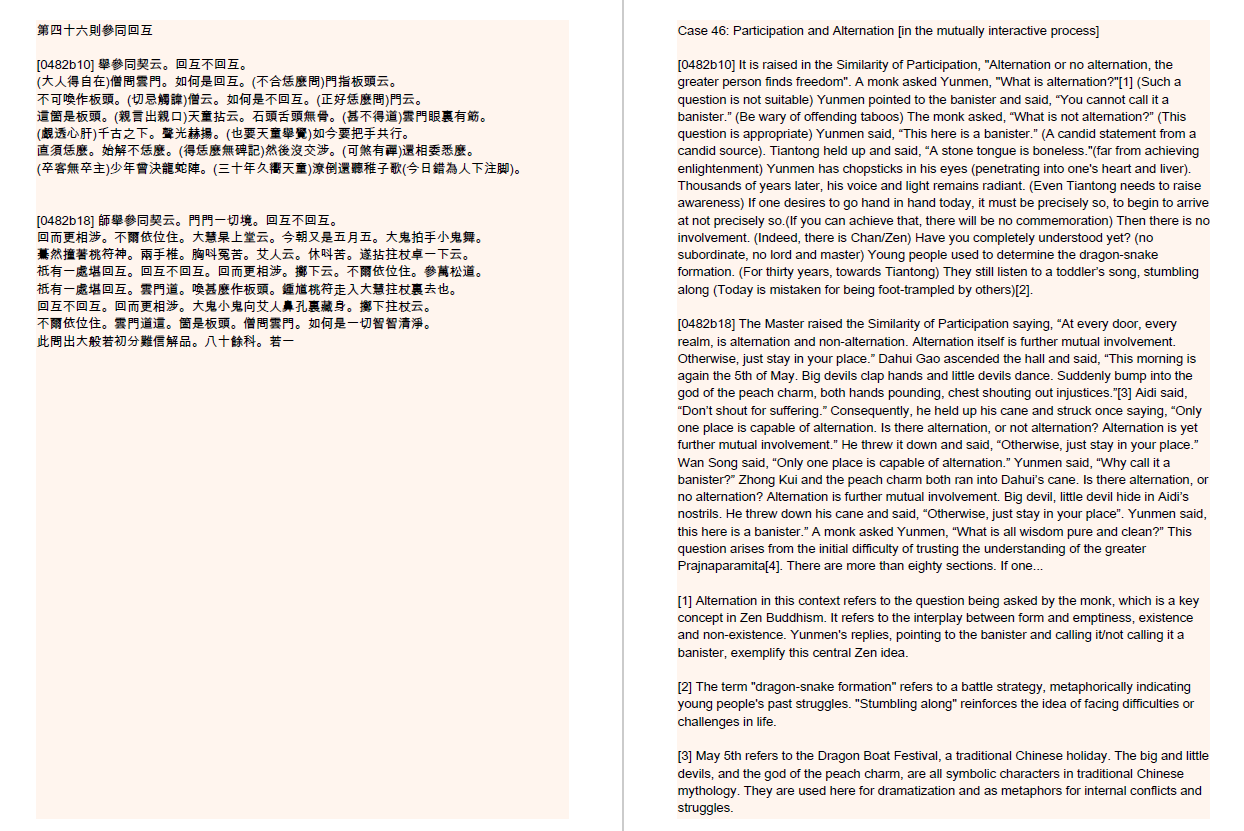 第四十六則參同回互
[0482b10] 舉參同契云。回互不回互。
(大人得自在)僧問雲門。如何是回互。(不合恁麼問)門指板頭云。
不可喚作板頭。(切忌觸諱)僧云。如何是不回互。(正好恁麼問)門云。
這箇是板頭。(親言出親口)天童拈云。石頭舌頭無骨。(甚不得道)雲門眼裏有筯。
(覰透心肝)千古之下。聲光赫揚。(也要天童舉覺)如今要把手共行。
直須恁麼。始解不恁麼。(得恁麼無碑記)然後沒交涉。(可煞有禪)還相委悉麼。
(卒客無卒主)少年曾決龍蛇陣。(三十年久嚮天童)潦倒還聽稚子歌(今日錯為人下注脚)。
[0482b18] 師舉參同契云。門門一切境。回互不回互。
回而更相涉。不爾依位住。大慧杲上堂云。今朝又是五月五。大鬼拍手小鬼舞。
驀然撞著桃符神。兩手椎。胸呌冤苦。艾人云。休呌苦。遂拈拄杖卓一下云。
祇有一處堪回互。回互不回互。回而更相涉。擲下云。不爾依位住。參萬松道。
祇有一處堪回互。雲門道。喚甚麼作板頭。鍾馗桃符走入大慧拄杖裏去也。
回互不回互。回而更相涉。大鬼小鬼向艾人鼻孔裏藏身。擲下拄杖云。
不爾依位住。雲門道這。箇是板頭。僧問雲門。如何是一切智智清淨。
此問出大般若初分難信解品。八十餘科。若一
Case 46: Participation and Alternation [in the mutually interactive process]
[0482b10] It is raised in the Similarity of Participation, "Alternation or no alternation, the
greater person finds freedom". A monk asked Yunmen, "What is alternation?"[1] (Such a
question is not suitable) Yunmen pointed to the banister and said, “You cannot call it a
banister.” (Be wary of offending taboos) The monk asked, “What is not alternation?” (This
question is appropriate) Yunmen said, “This here is a banister.” (A candid statement from a
candid source). Tiantong held up and said, “A stone tongue is boneless."(far from achieving
enlightenment) Yunmen has chopsticks in his eyes (penetrating into one's heart and liver).
Thousands of years later, his voice and light remains radiant. (Even Tiantong needs to raise
awareness) If one desires to go hand in hand today, it must be precisely so, to begin to arrive
at not precisely so.(If you can achieve that, there will be no commemoration) Then there is no
involvement. (Indeed, there is Chan/Zen) Have you completely understood yet? (no
subordinate, no lord and master) Young people used to determine the dragon-snake
formation. (For thirty years, towards Tiantong) They still listen to a toddler’s song, stumbling
along (Today is mistaken for being foot-trampled by others)[2].
[0482b18] The Master raised the Similarity of Participation saying, “At every door, every
realm, is alternation and non-alternation. Alternation itself is further mutual involvement.
Otherwise, just stay in your place.” Dahui Gao ascended the hall and said, “This morning is
again the 5th of May. Big devils clap hands and little devils dance. Suddenly bump into the
god of the peach charm, both hands pounding, chest shouting out injustices.”[3] Aidi said,
“Don’t shout for suffering.” Consequently, he held up his cane and struck once saying, “Only
one place is capable of alternation. Is there alternation, or not alternation? Alternation is yet
further mutual involvement.” He threw it down and said, “Otherwise, just stay in your place.”
Wan Song said, “Only one place is capable of alternation.” Yunmen said, “Why call it a
banister?” Zhong Kui and the peach charm both ran into Dahui’s cane. Is there alternation, or
no alternation? Alternation is further mutual involvement. Big devil, little devil hide in Aidi’s
nostrils. He threw down his cane and said, “Otherwise, just stay in your place”. Yunmen said,
this here is a banister.” A monk asked Yunmen, “What is all wisdom pure and clean?” This
question arises from the initial difficulty of trusting the understanding of the greater
Prajnaparamita[4]. There are more than eighty sections. If one...
[1] Alternation in this context refers to the question being asked by the monk, which is a key
concept in Zen Buddhism. It refers to the interplay between form and emptiness, existence
and non-existence. Yunmen's replies, pointing to the banister and calling it/not calling it a
banister, exemplify this central Zen idea.
[2] The term "dragon-snake formation" refers to a battle strategy, metaphorically indicating
young people's past struggles. "Stumbling along" reinforces the idea of facing difficulties or
challenges in life.
[3] May 5th refers to the Dragon Boat Festival, a traditional Chinese holiday. The big and little
devils, and the god of the peach charm, are all symbolic characters in traditional Chinese
mythology. They are used here for dramatization and as metaphors for internal conflicts and
struggles.